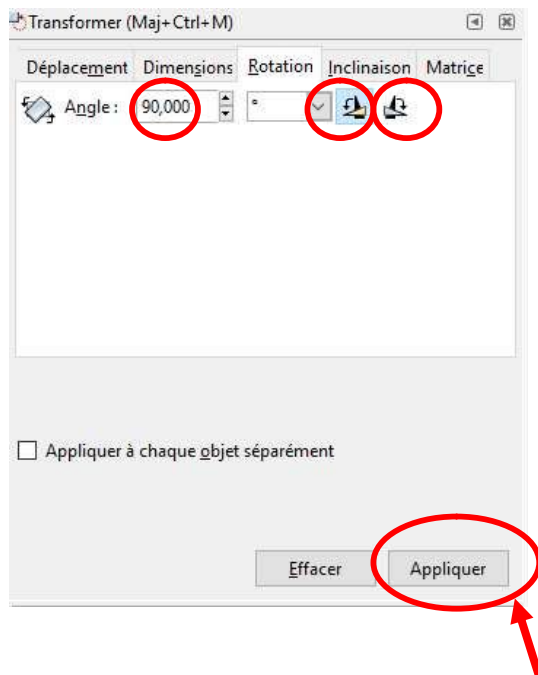 Transformer (Maj+Ctrl+M)
Déplacement Dimensions Rotation Inclinaison Matrice
Angle : 90,000 °
Appliquer à chaque objet séparément
Effacer Appliquer